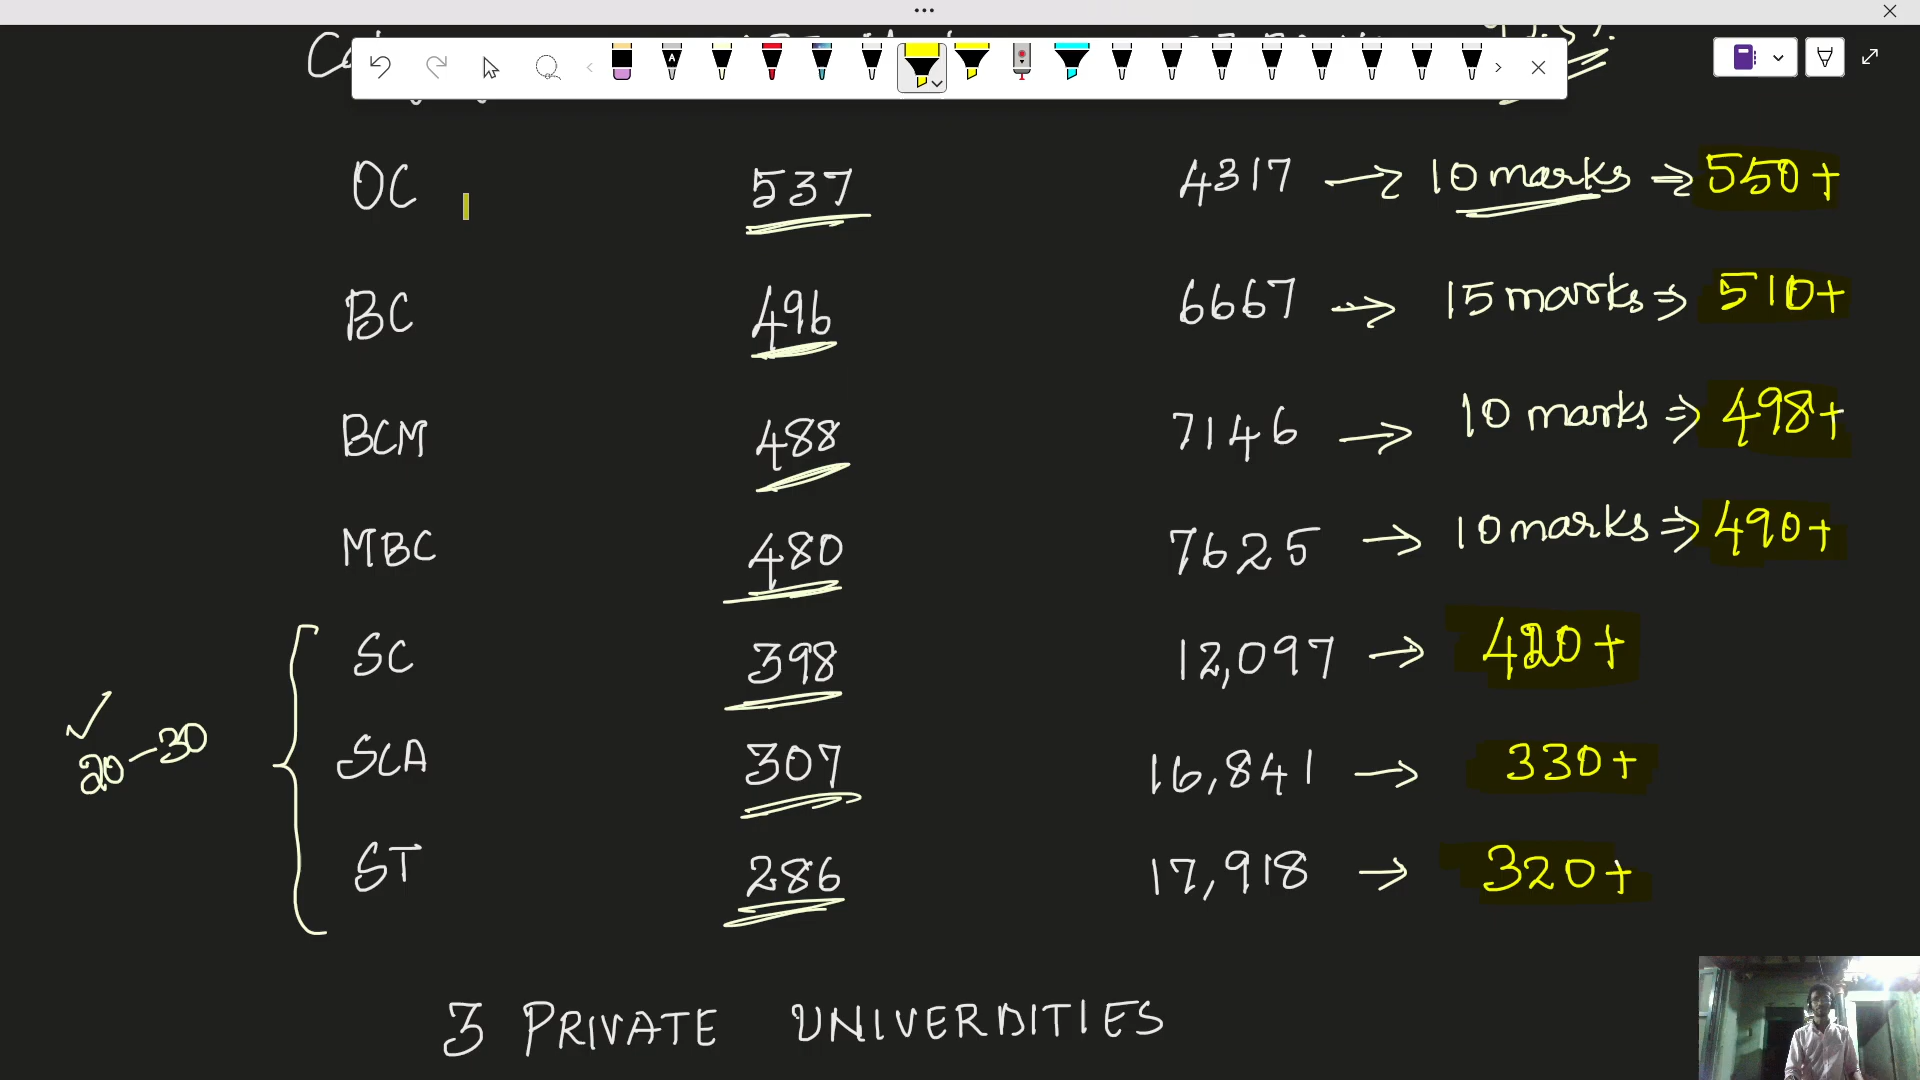 OC 537 4317 → 10 marks ⇒ 550+
BC 496 6667 → 15 marks ⇒ 510+
BCM 488 7146 → 10 marks ⇒ 498+
MBC 480 7625 → 10 marks ⇒ 490+
SC 398 12,097 → 420+
20-30 SCA 307 16,841 → 330+
ST 286 17,918 → 320+
3 PRIVATE UNIVERDITIES